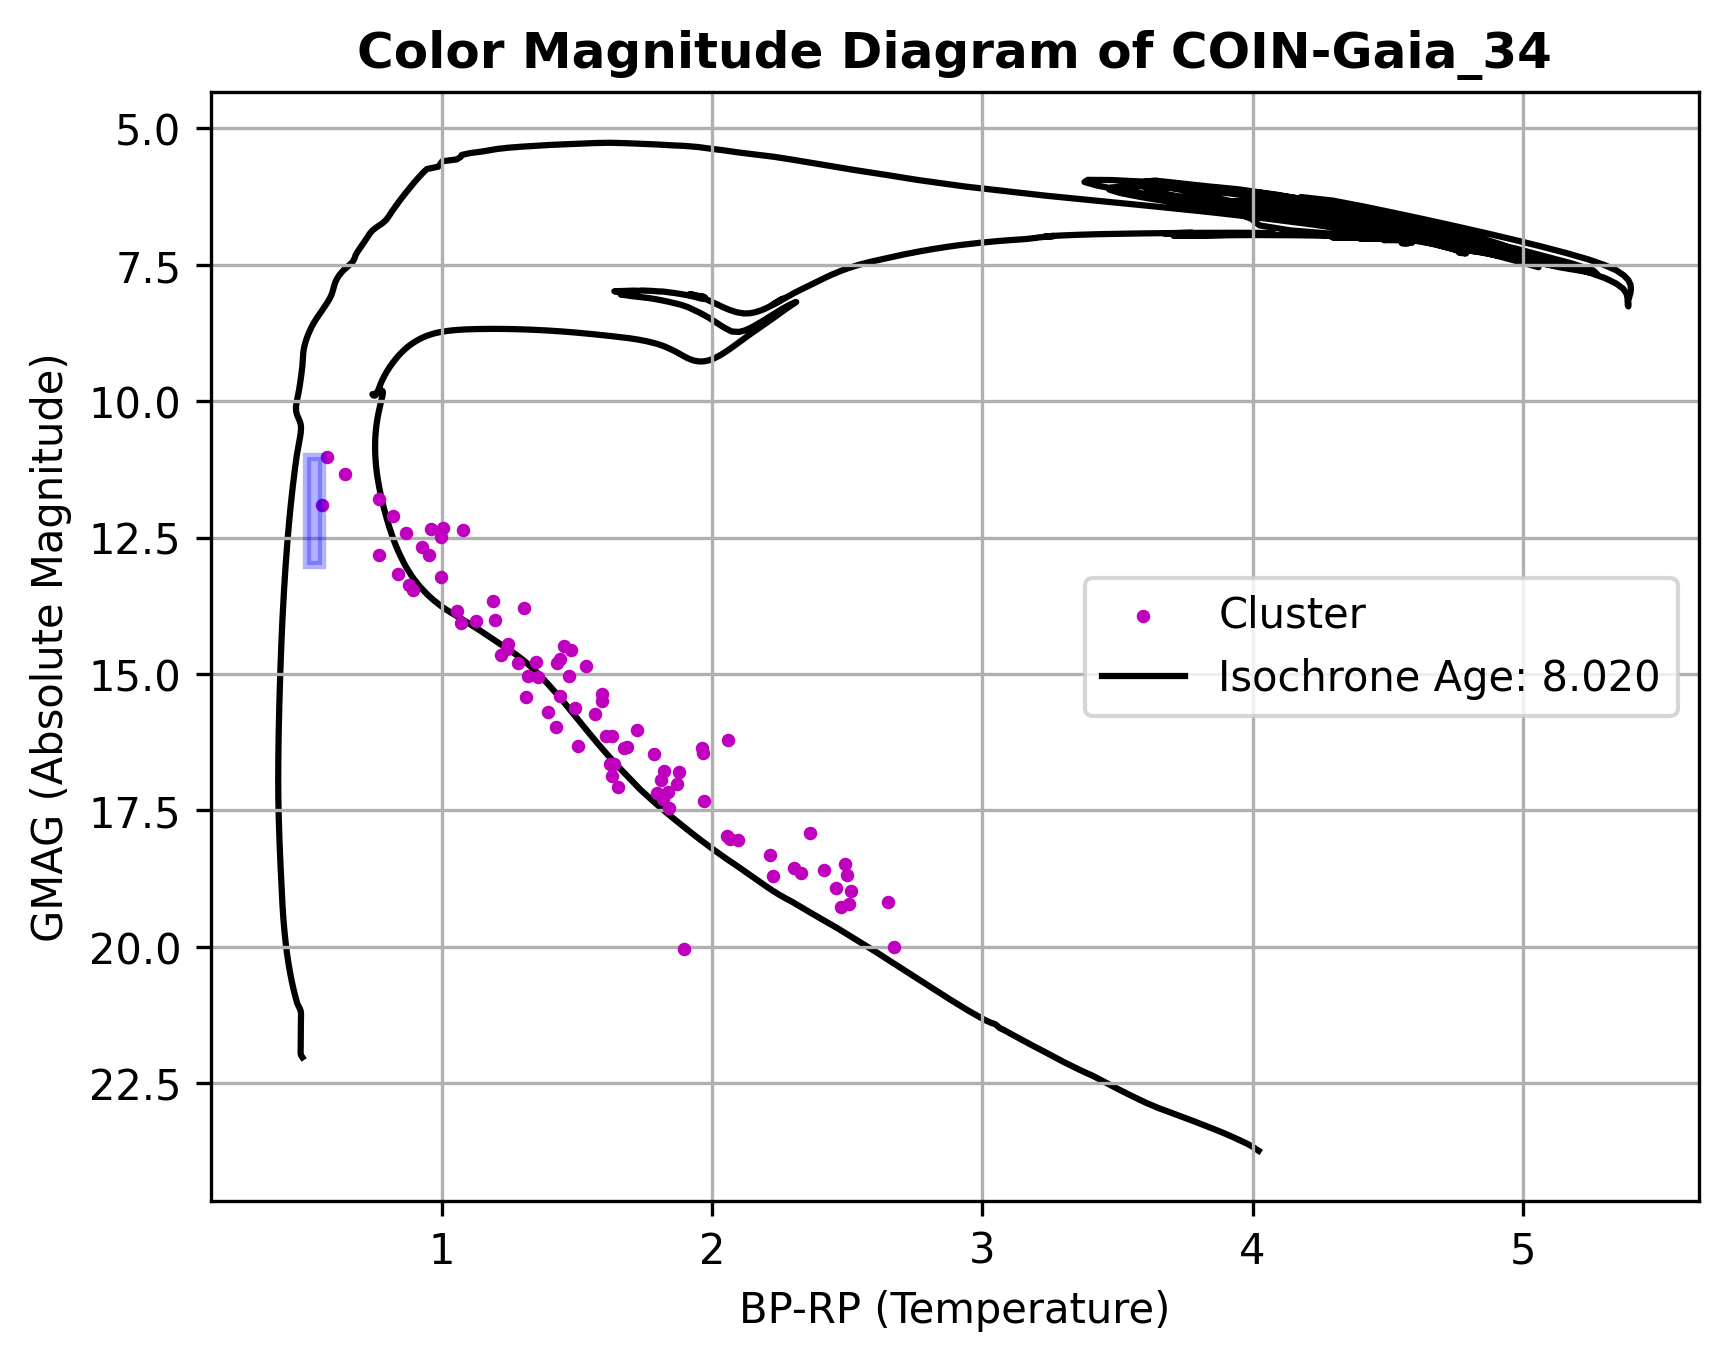 Color Magnitude Diagram of COIN-Gaia_34
GMAG (Absolute Magnitude)
5.0
7.5
10.0
12.5
15.0
17.5
20.0
22.5
Cluster
Isochrone Age: 8.020
1 2 3 4 5
BP-RP (Temperature)